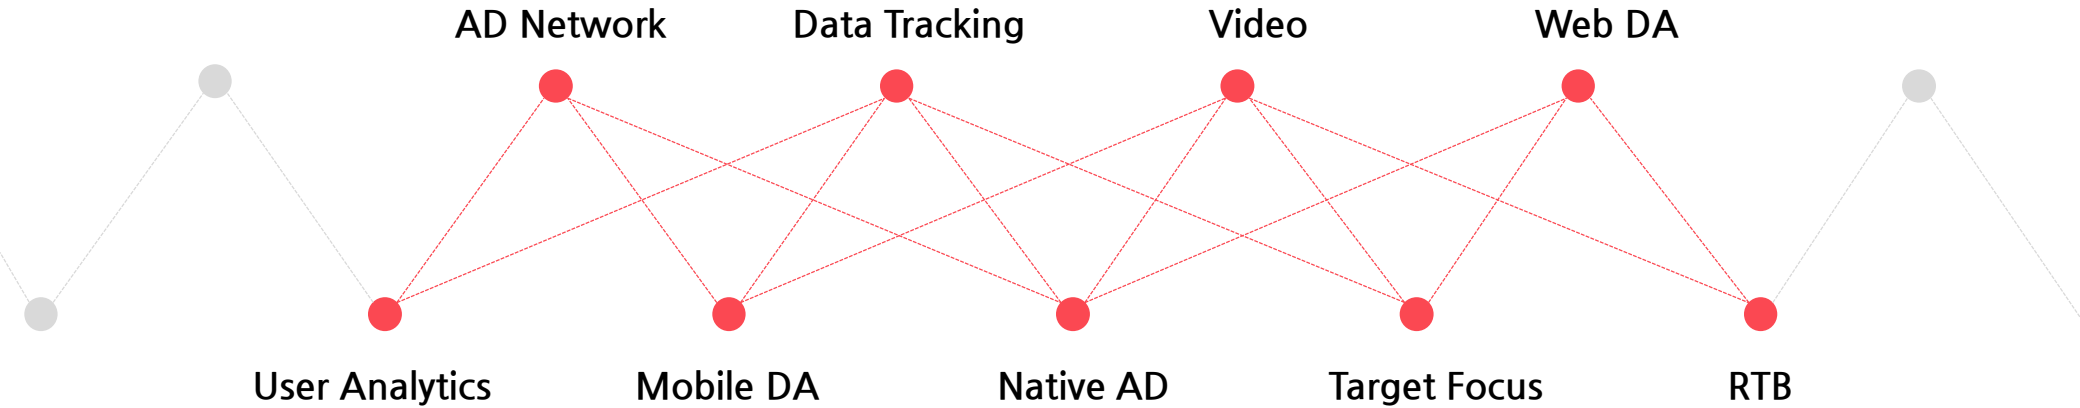 AD Network
Data Tracking
Video
Web DA
User Analytics
Mobile DA
Native AD
Target Focus
RTB